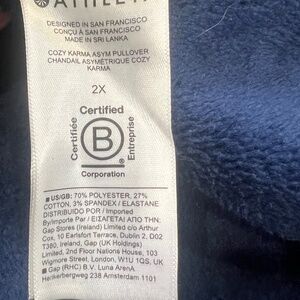 ATHLETA
DESIGNED IN SAN FRANCISCO
CONÇU À SAN FRANCISCO
MADE IN SRI LANKA
COZY KARMA ASYM PULLOVER
CHANDAIL ASYMÉTRIQUE COZY
KARMA
2X
Certified
Certifiée
B
®
Entreprise
Corporation
■ US/GB: 70% POLYESTER, 27%
COTTON, 3% SPANDEX / ELASTANE
DISTRIBUIDO POR / Imported
By/Importe Par / ΕΙΣΑΓΕΤΑΙ ΑΠΟ ΤΗΝ:
Gap Stores (Ireland) Limited c/o Arthur
Cox, 10 Earlsfort Terrace, Dublin 2, D02
T380, Ireland, Gap (UK Holdings)
Limited, 2nd Floor Nations House, 103
Wigmore Street, London, W1U 1QS, UK
■ Gap (RHC) B.V. Luna ArenA
Herikerbergweg 238 Amsterdam 1101